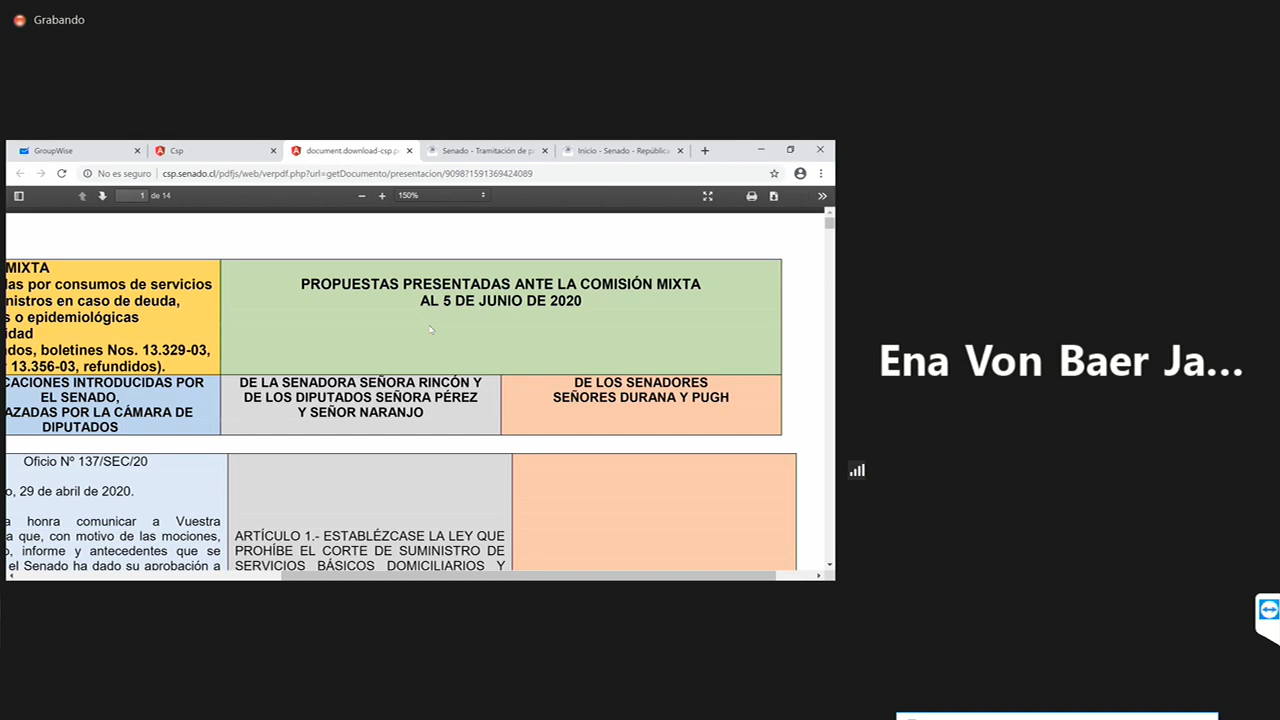 Grabando
GroupWise
Csp
document.download-csp.p
Senado - Tramitación de p
Inicio - Senado - República
No es seguro
csp.senado.cl/pdfjs/web/verpdf.php?url=getDocumento/presentacion/9098?1591369424089
1 de 14
150%
MIXTA
las por consumos de servicios
nistros en caso de deuda,
s o epidemiológicas
idad
dos, boletines Nos. 13.329-03,
13.356-03, refundidos).
PROPUESTAS PRESENTADAS ANTE LA COMISIÓN MIXTA
AL 5 DE JUNIO DE 2020
CACIONES INTRODUCIDAS POR
EL SENADO,
AZADAS POR LA CÁMARA DE
DIPUTADOS
DE LA SENADORA SEÑORA RINCÓN Y
DE LOS DIPUTADOS SEÑORA PÉREZ
Y SEÑOR NARANJO
DE LOS SENADORES
SEÑORES DURANA Y PUGH
Oficio Nº 137/SEC/20
o, 29 de abril de 2020.
a honra comunicar a Vuestra
a que, con motivo de las mociones,
o, informe y antecedentes que se
el Senado ha dado su aprobación a
ARTÍCULO 1.- ESTABLÉZCASE LA LEY QUE
PROHÍBE EL CORTE DE SUMINISTRO DE
SERVICIOS BÁSICOS DOMICILIARIOS Y
Ena Von Baer Ja...